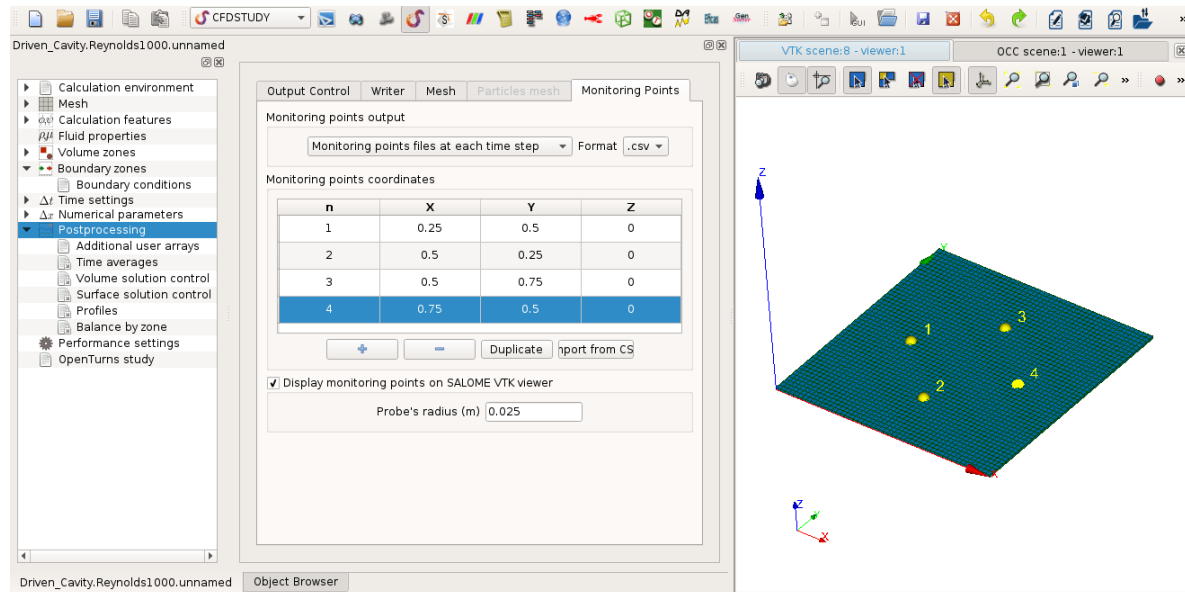 CFDSTUDY
Driven_Cavity.Reynolds1000.unnamed
Calculation environment
Mesh
Calculation features
Fluid properties
Volume zones
Boundary zones
Boundary conditions
Δt Time settings
Δx Numerical parameters
Postprocessing
Additional user arrays
Time averages
Volume solution control
Surface solution control
Profiles
Balance by zone
Performance settings
OpenTurns study
Driven_Cavity.Reynolds1000.unnamed
Output Control Writer Mesh Particles mesh Monitoring Points
Monitoring points output
Monitoring points files at each time step Format .csv
Monitoring points coordinates
n X Y Z
1 0.25 0.5 0
2 0.5 0.25 0
3 0.5 0.75 0
4 0.75 0.5 0
Duplicate nport from CS
Display monitoring points on SALOME VTK viewer
Probe's radius (m) 0.025
Object Browser
VTK scene:8 - viewer:1 OCC scene:1 - viewer:1
Z
Y
1
3
2
4
X
Z
Y
X